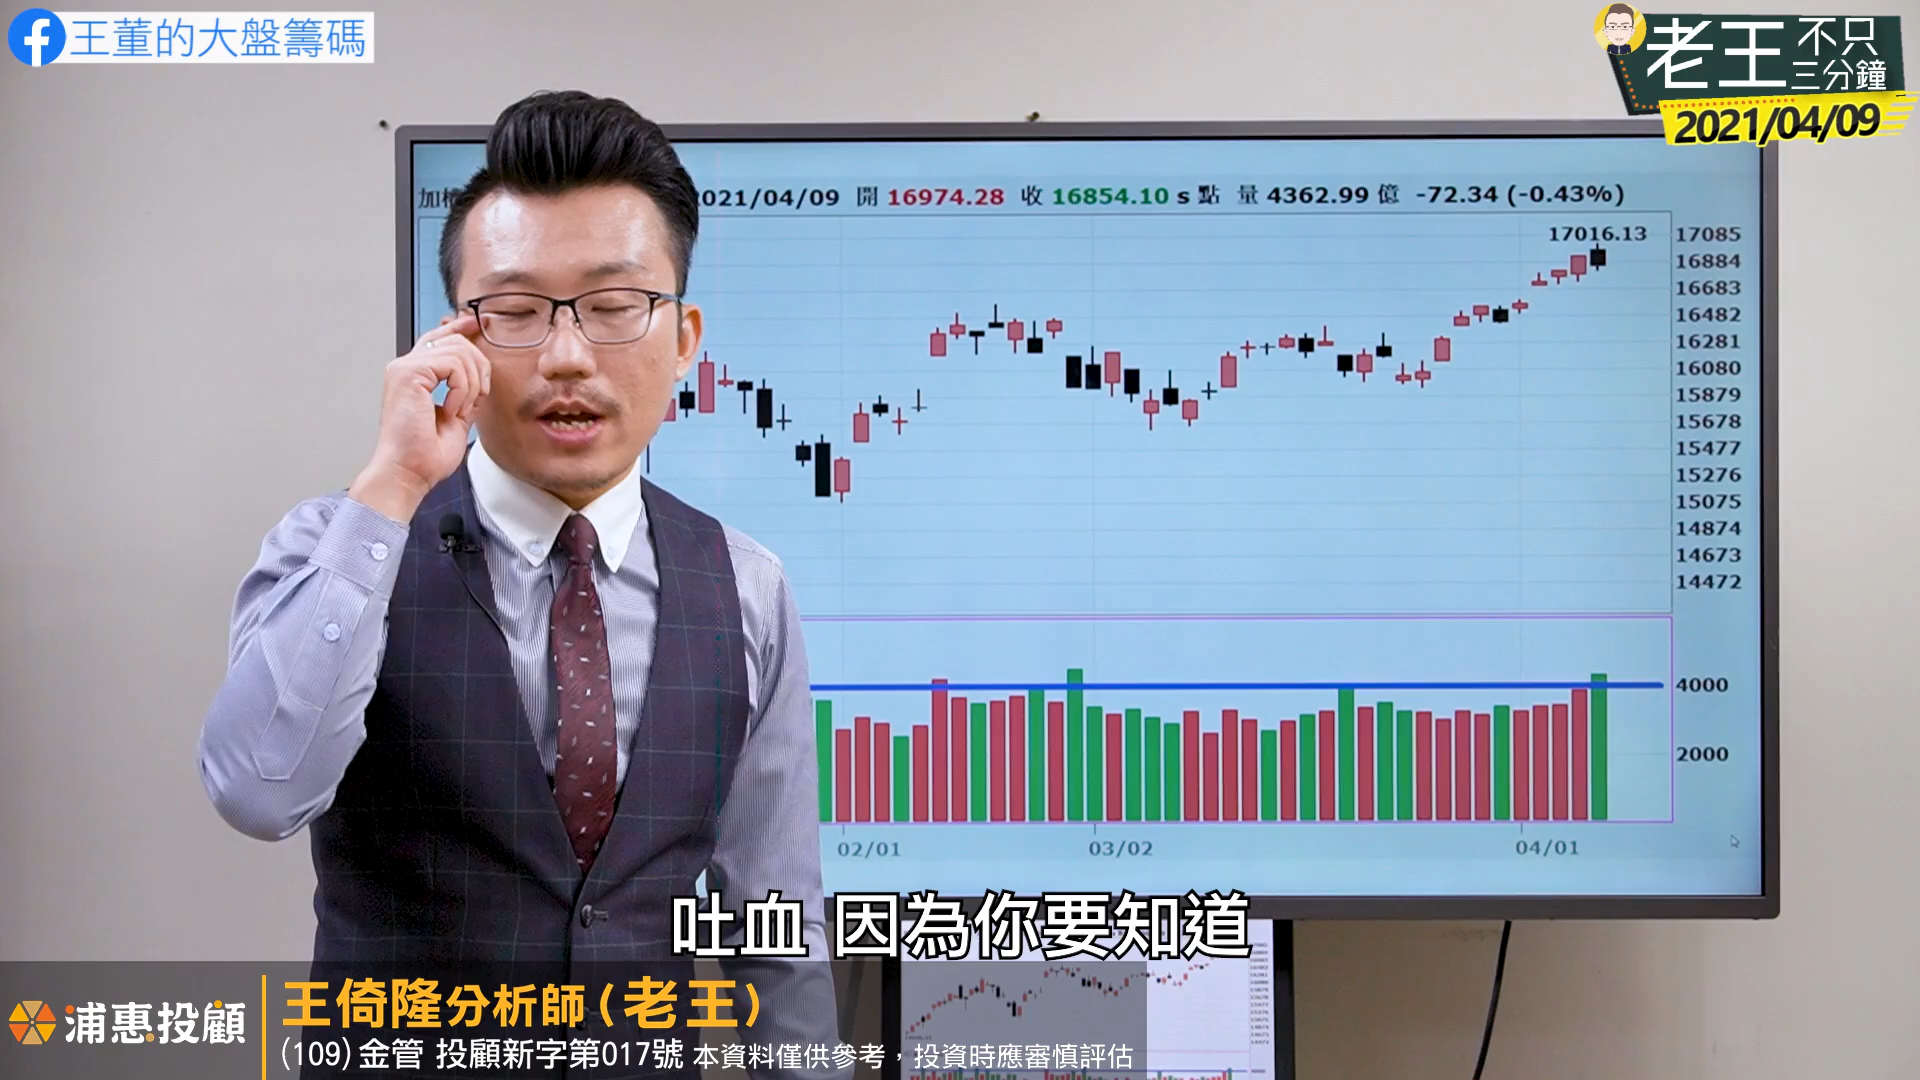 王董的大盤籌碼
老王不只三分鐘
2021/04/09
加權 2021/04/09 開 16974.28 收 16854.10 s 點 量 4362.99 億 -72.34 (-0.43%)
17016.13
17085
16884
16683
16482
16281
16080
15879
15678
15477
15276
15075
14874
14673
14472
4000
2000
02/01 03/02 04/01
吐血 因為你要知道
浦惠投顧
王倚隆分析師(老王)
(109) 金管 投顧新字第017號 本資料僅供參考，投資時應審慎評估